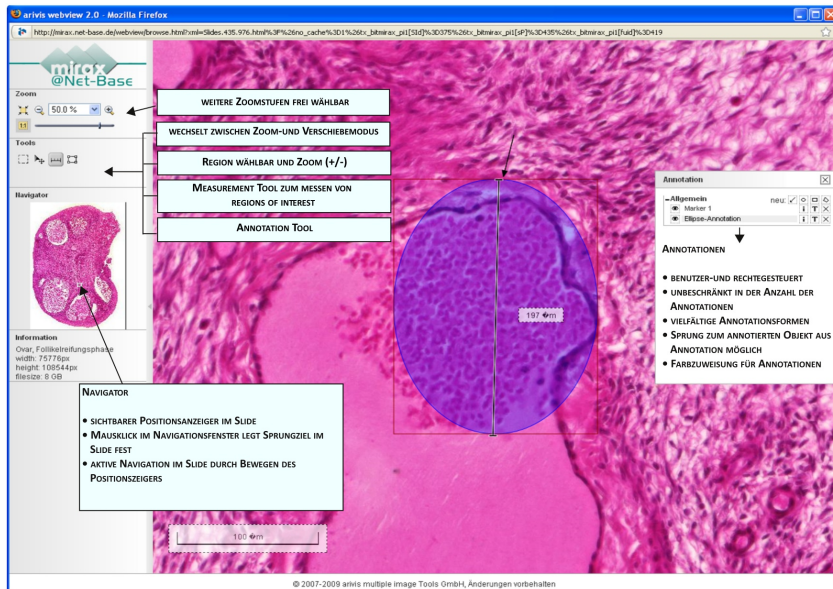 arivis webview 2.0 - Mozilla Firefox
http://mirax.net-base.de/webview/browse.html?xml=Slides.435.976.html%3F%26no_cache%3D1%26tx_bitmirax_pi1[SId]%3D375%26tx_bitmirax_pi1[sP]%3D435%26tx_bitmirax_pi1[fuid]%3D419
mirax
@Net-Base
Zoom
50.0 %
1:1
Tools
Navigator
Information
Ovar, Follikelreifungsphase
width: 75776px
height: 108544px
filesize: 8 GB
weitere Zoomstufen frei wählbar
wechselt zwischen Zoom-und Verschiebemodus
Region wählbar und Zoom (+/-)
Measurement Tool zum messen von
regions of interest
Annotation Tool
Navigator
• sichtbarer Positionsanzeiger im Slide
• Mausklick im Navigationsfenster legt Sprungziel im
Slide fest
• aktive Navigation im Slide durch Bewegen des
Positionszeigers
197 �m
100 �m
Annotation
Allgemein neu:
Marker 1 i T X
Ellipse-Annotation i T X
Annotationen
• benutzer-und rechtegesteuert
• unbeschränkt in der Anzahl der
Annotationen
• vielfältige Annotationsformen
• Sprung zum annotierten Objekt aus
Annotation möglich
• Farbzuweisung für Annotationen
© 2007-2009 arivis multiple image Tools GmbH, Änderungen vorbehalten